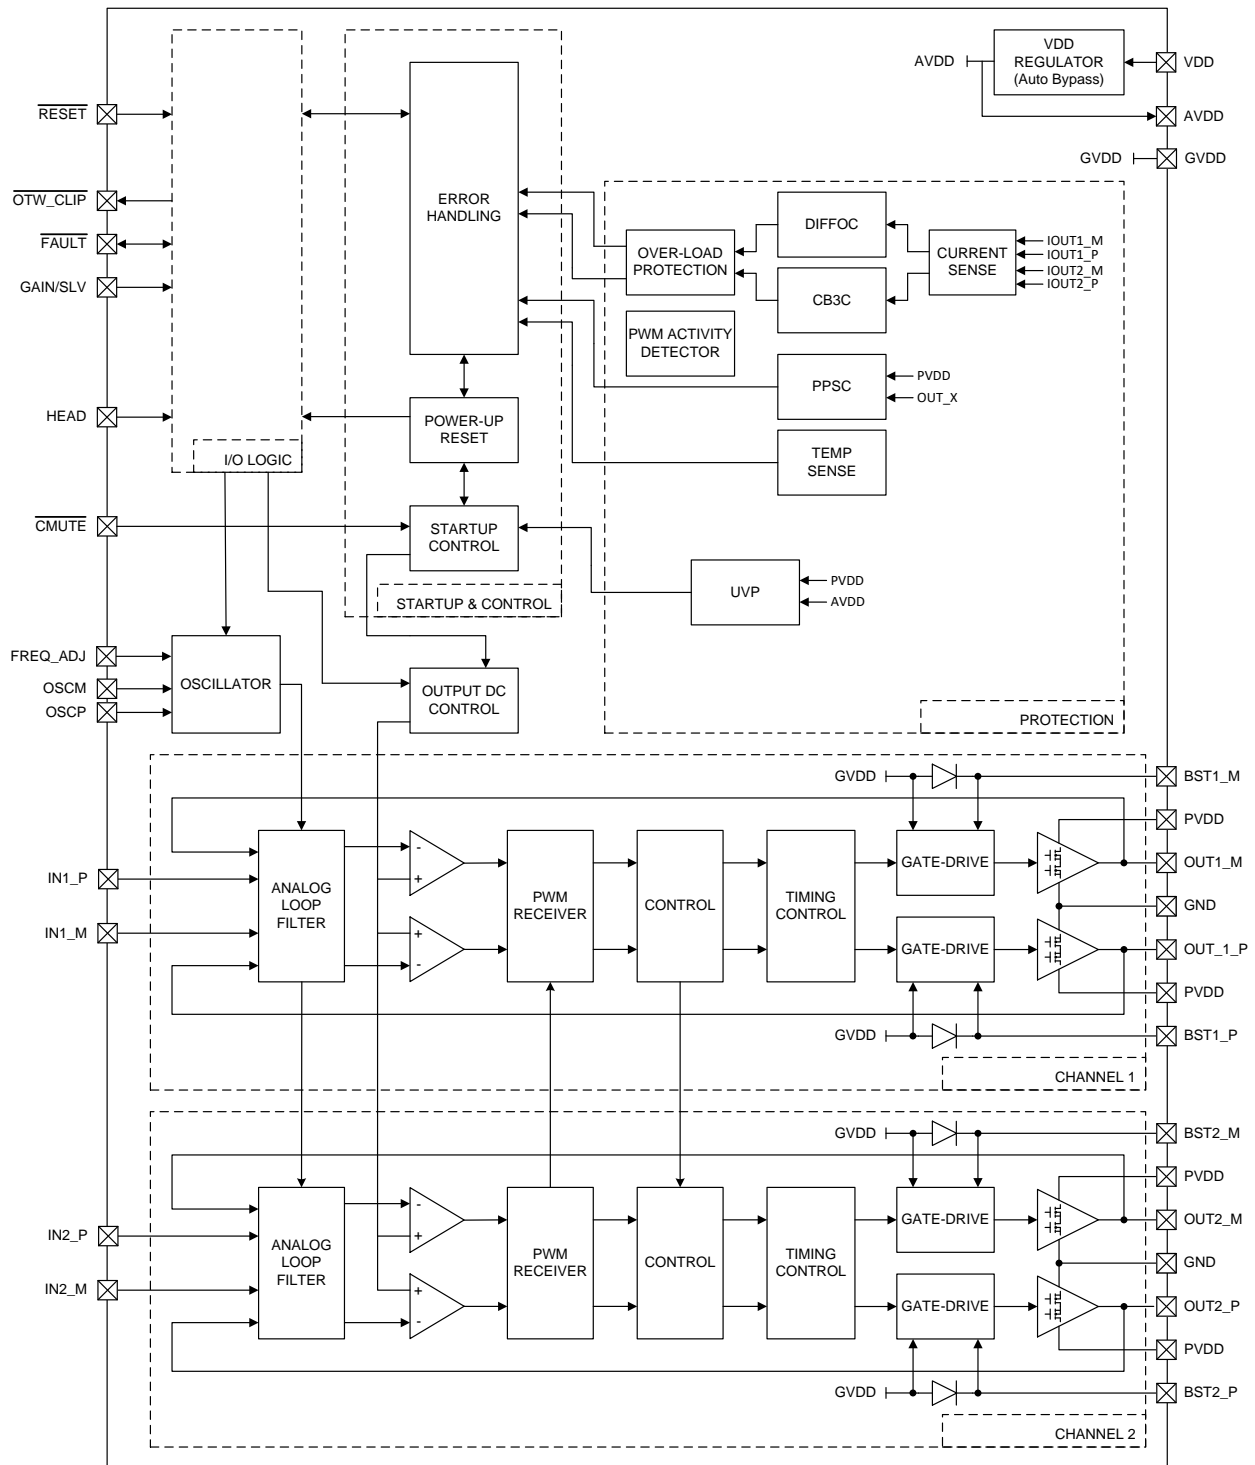 VDD
REGULATOR
(Auto Bypass)
AVDD
VDD
AVDD
GVDD
GVDD
RESET
OTW_CLIP
FAULT
GAIN/SLV
HEAD
CMUTE
FREQ_ADJ
OSCM
OSCP
I/O LOGIC
ERROR
HANDLING
POWER-UP
RESET
STARTUP
CONTROL
STARTUP & CONTROL
OVER-LOAD
PROTECTION
DIFFOC
CB3C
CURRENT
SENSE
IOUT1_M
IOUT1_P
IOUT2_M
IOUT2_P
PWM ACTIVITY
DETECTOR
PPSC
PVDD
OUT_X
TEMP
SENSE
UVP
PVDD
AVDD
PROTECTION
OSCILLATOR
OUTPUT DC
CONTROL
GVDD
BST1_M
PVDD
IN1_P
IN1_M
ANALOG
LOOP
FILTER
-
+
+
-
PWM
RECEIVER
CONTROL
TIMING
CONTROL
GATE-DRIVE
GATE-DRIVE
OUT1_M
GND
OUT_1_P
PVDD
GVDD
BST1_P
CHANNEL 1
GVDD
BST2_M
PVDD
IN2_P
IN2_M
ANALOG
LOOP
FILTER
-
+
+
-
PWM
RECEIVER
CONTROL
TIMING
CONTROL
GATE-DRIVE
GATE-DRIVE
OUT2_M
GND
OUT2_P
PVDD
GVDD
BST2_P
CHANNEL 2